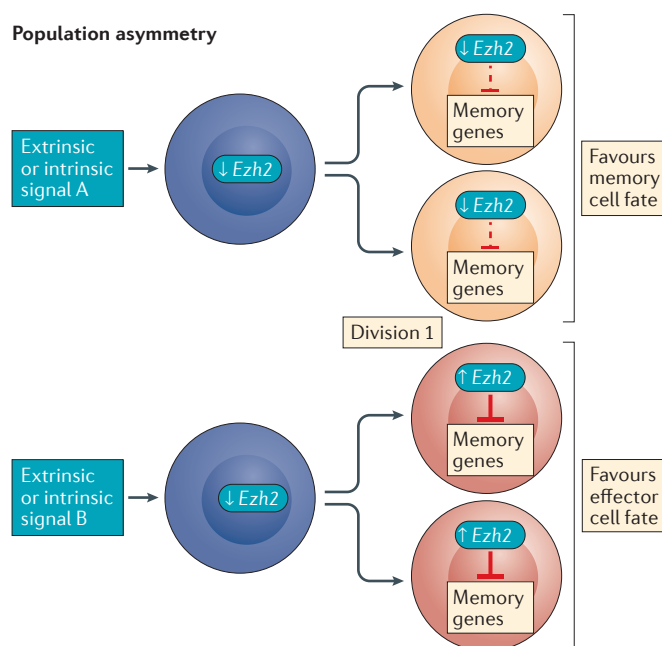 Population asymmetry
Extrinsic
or intrinsic
signal A
↓ Ezh2
↓ Ezh2
Memory
genes
↓ Ezh2
Memory
genes
Favours
memory
cell fate
Division 1
Extrinsic
or intrinsic
signal B
↓ Ezh2
↑ Ezh2
Memory
genes
↑ Ezh2
Memory
genes
Favours
effector
cell fate